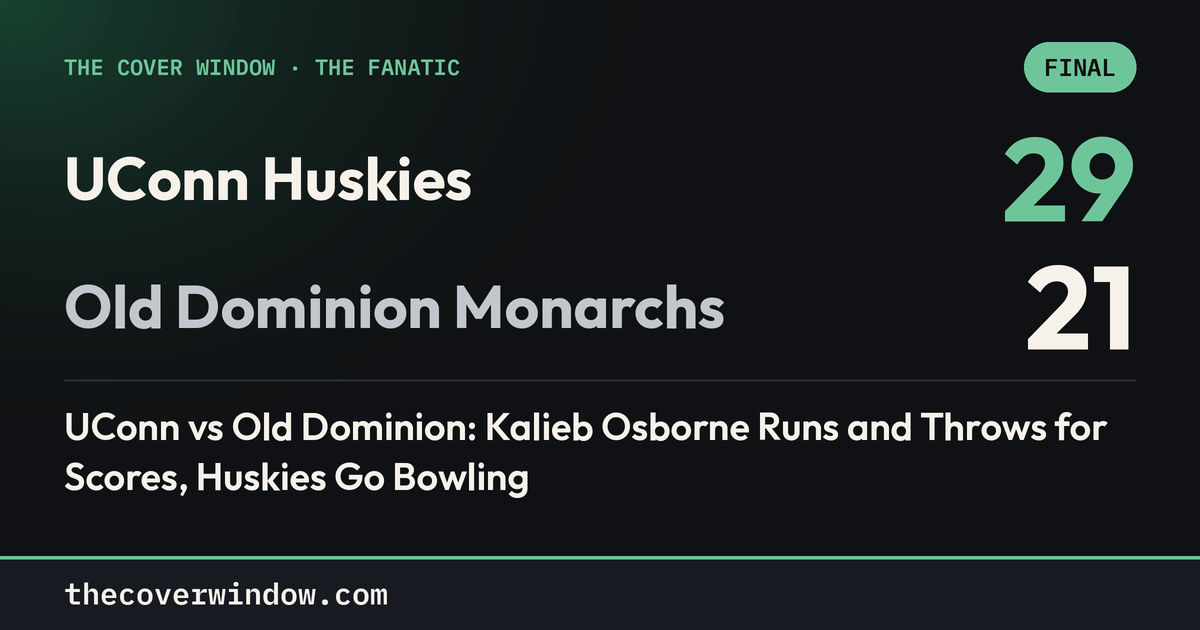 THE COVER WINDOW · THE FANATIC
FINAL
UConn Huskies
29
Old Dominion Monarchs
21
UConn vs Old Dominion: Kalieb Osborne Runs and Throws for
Scores, Huskies Go Bowling
thecoverwindow.com